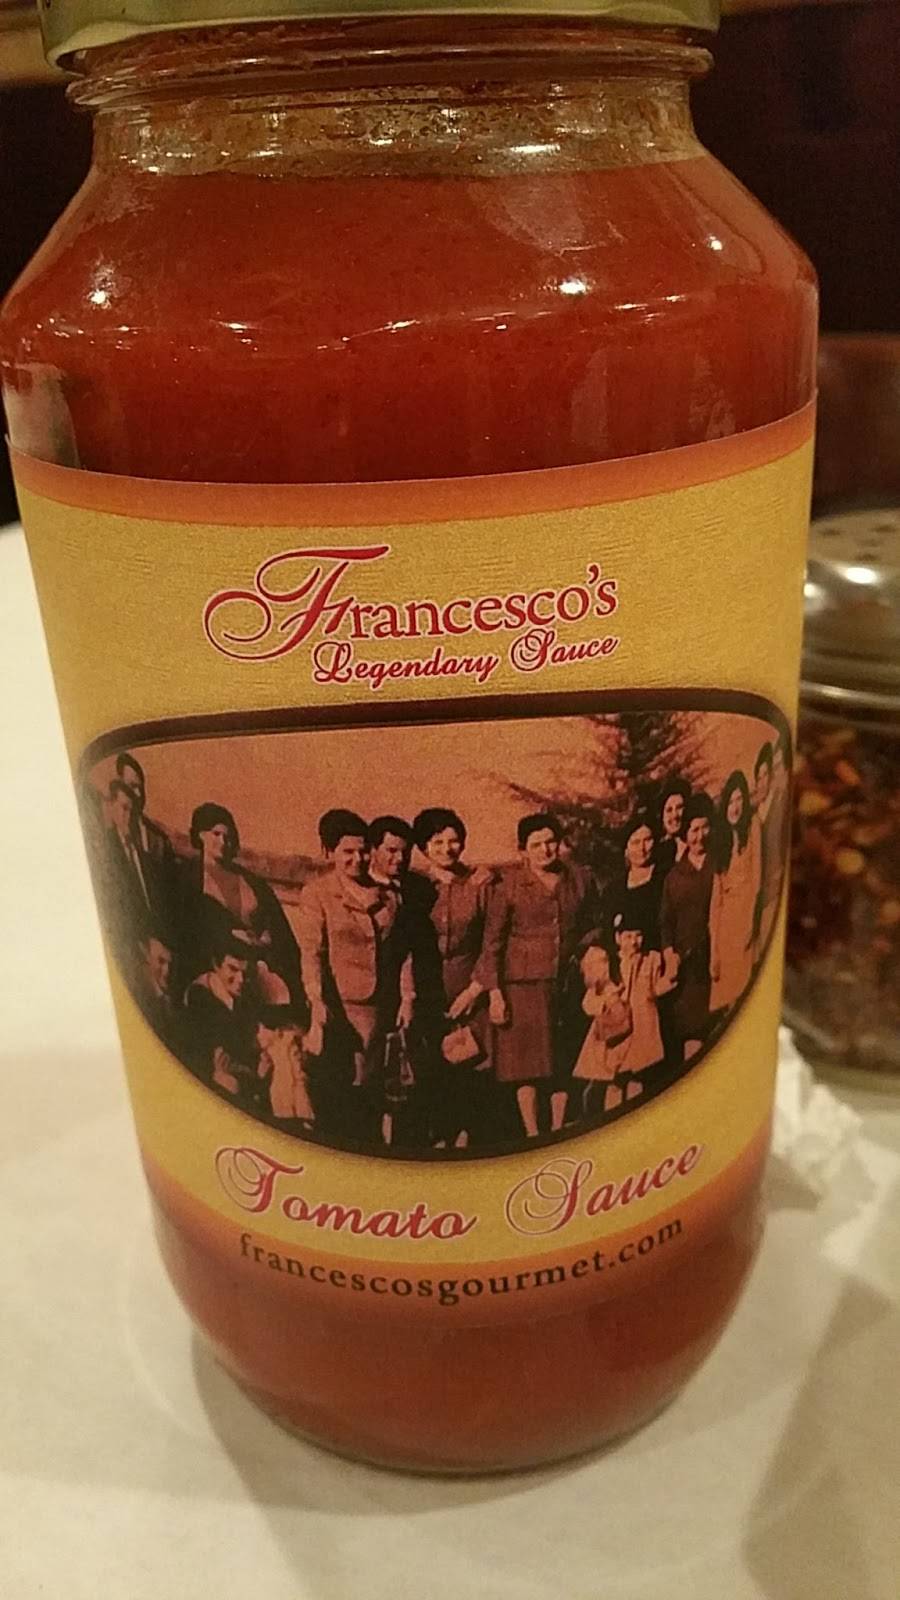 Francesco's
Legendary Sauce
Tomato Sauce
francescosgourmet.com